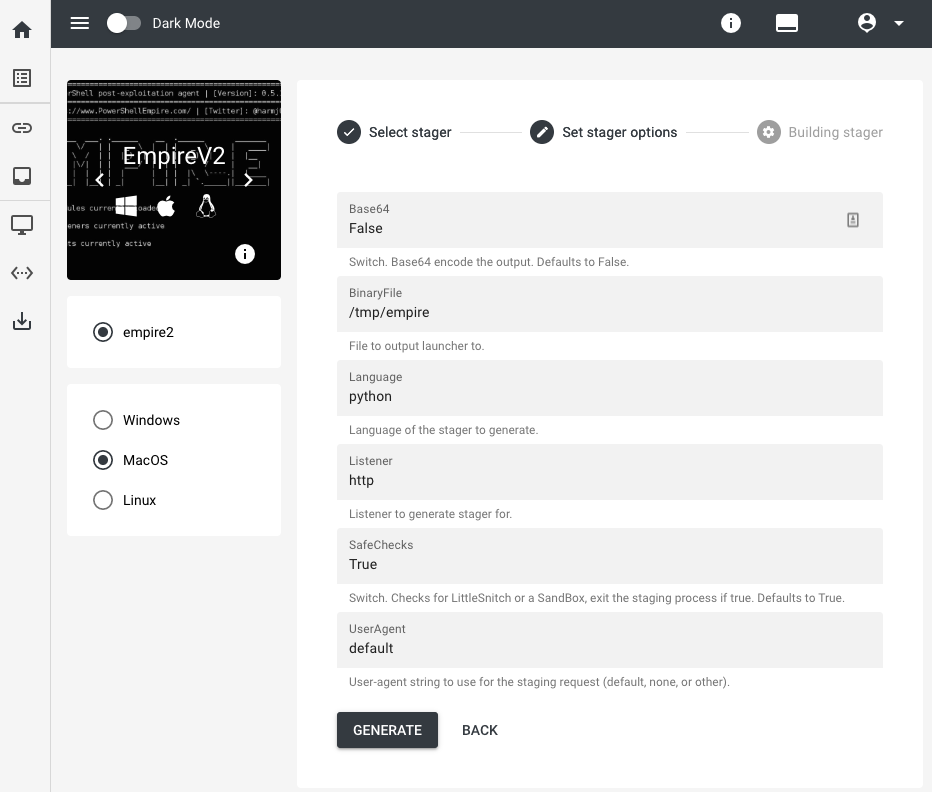 Dark Mode
rShell post-exploitation agent | [Version]: 0.5.
://www.PowerShellEmpire.com/ | [Twitter]: @harmj
EmpireV2
ules curren oade
eners currently active
ts currently active
empire2
Windows
MacOS
Linux
Select stager
Set stager options
Building stager
Base64
False
Switch. Base64 encode the output. Defaults to False.
BinaryFile
/tmp/empire
File to output launcher to.
Language
python
Language of the stager to generate.
Listener
http
Listener to generate stager for.
SafeChecks
True
Switch. Checks for LittleSnitch or a SandBox, exit the staging process if true. Defaults to True.
UserAgent
default
User-agent string to use for the staging request (default, none, or other).
GENERATE
BACK